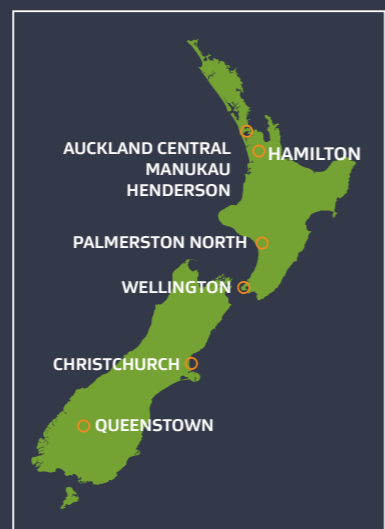 AUCKLAND CENTRAL
MANUKAU
HENDERSON
HAMILTON
PALMERSTON NORTH
WELLINGTON
CHRISTCHURCH
QUEENSTOWN